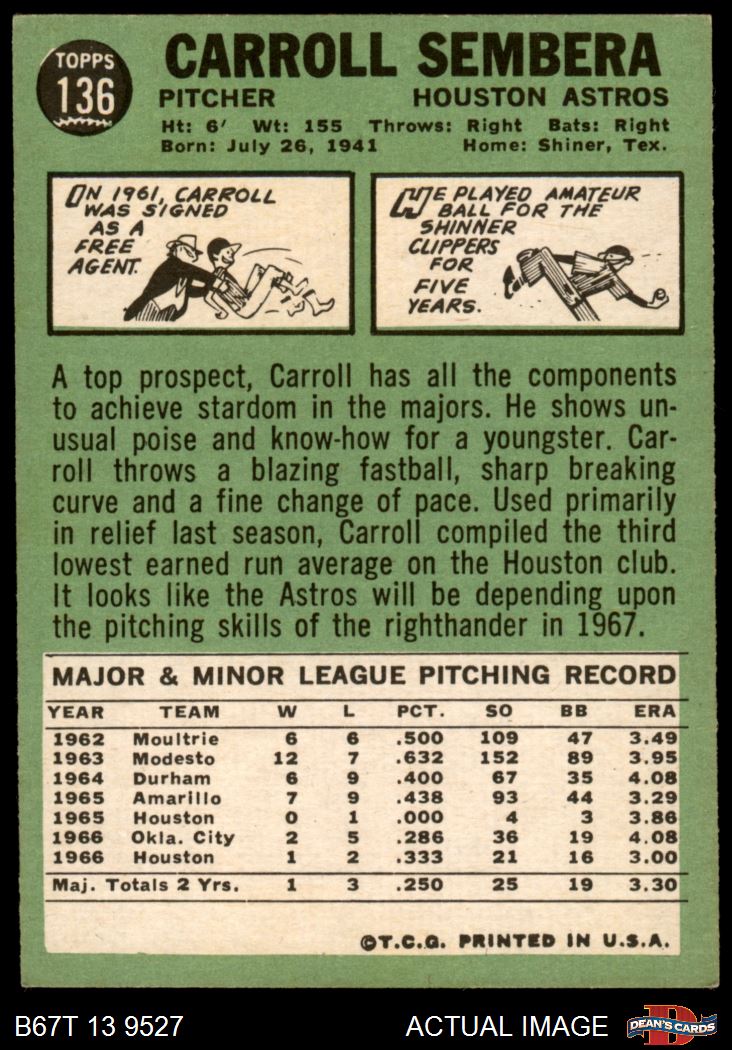 TOPPS
136
CARROLL SEMBERA
PITCHER HOUSTON ASTROS
Ht: 6' Wt: 155 Throws: Right Bats: Right
Born: July 26, 1941 Home: Shiner, Tex.
ON 1961, CARROLL
WAS SIGNED
AS A
FREE
AGENT.
HE PLAYED AMATEUR
BALL FOR THE
SHINNER
CLIPPERS
FOR
FIVE
YEARS.
A top prospect, Carroll has all the components
to achieve stardom in the majors. He shows un-
usual poise and know-how for a youngster. Car-
roll throws a blazing fastball, sharp breaking
curve and a fine change of pace. Used primarily
in relief last season, Carroll compiled the third
lowest earned run average on the Houston club.
It looks like the Astros will be depending upon
the pitching skills of the righthander in 1967.
MAJOR & MINOR LEAGUE PITCHING RECORD
YEAR TEAM W L PCT. SO BB ERA
1962 Moultrie 6 6 .500 109 47 3.49
1963 Modesto 12 7 .632 152 89 3.95
1964 Durham 6 9 .400 67 35 4.08
1965 Amarillo 7 9 .438 93 44 3.29
1965 Houston 0 1 .000 4 3 3.86
1966 Okla. City 2 5 .286 36 19 4.08
1966 Houston 1 2 .333 21 16 3.00
Maj. Totals 2 Yrs. 1 3 .250 25 19 3.30
©T.C.G. PRINTED IN U.S.A.
B67T 13 9527 ACTUAL IMAGE DEAN'S CARDS